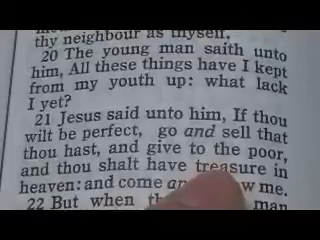 thy neighbour as thyself.
20 The young man saith unto
him, All these things have I kept
from my youth up: what lack
I yet?
21 Jesus said unto him, If thou
wilt be perfect, go and sell that
thou hast, and give to the poor,
and thou shalt have treasure in
heaven: and come me.
22 But when man